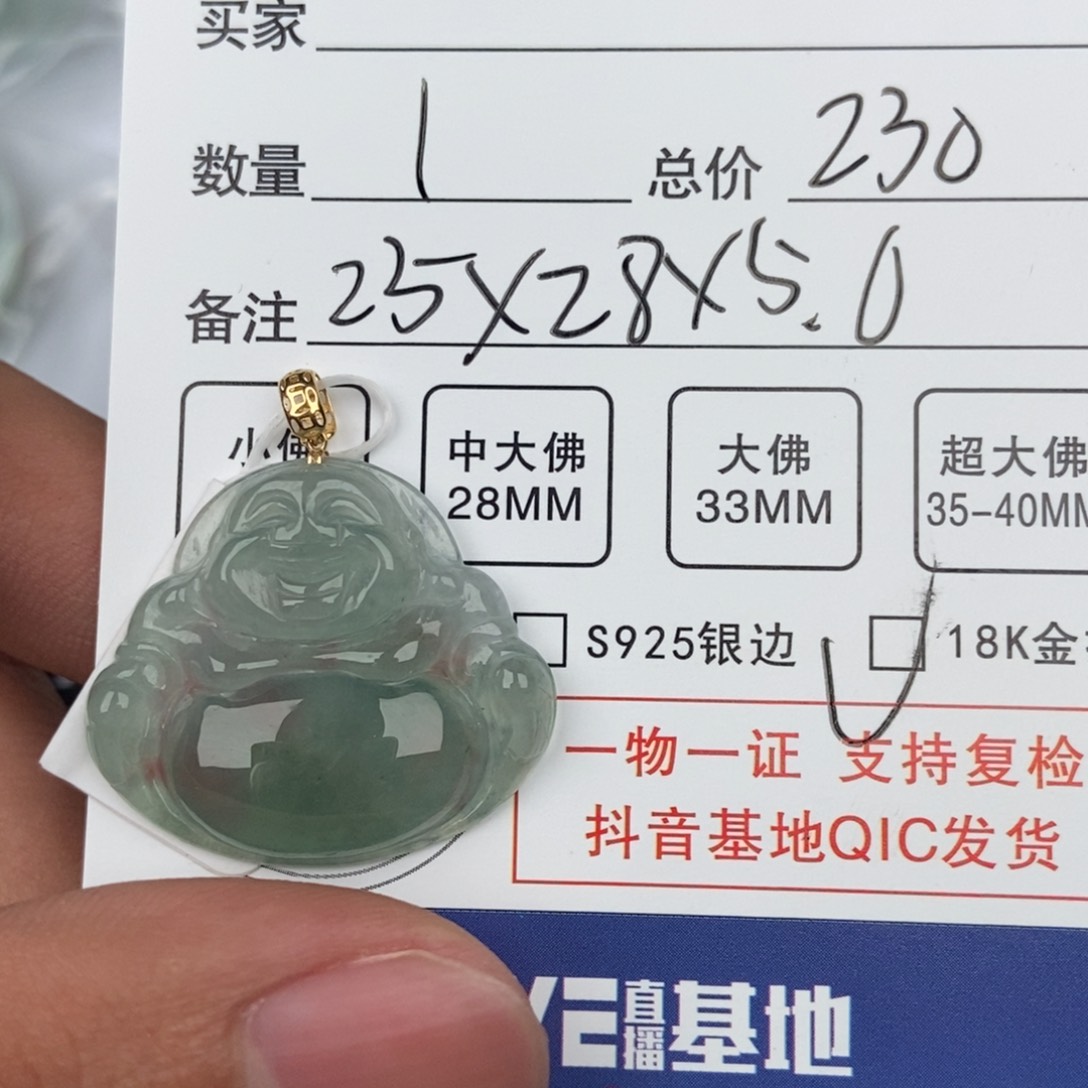 买家
数量 1 总价 230
备注 25X28X5.0
小佛 中大佛 大佛 超大佛
28MM 33MM 35-40MM
S925银边 18K金
一物一证 支持复检
抖音基地QIC发货
直播基地